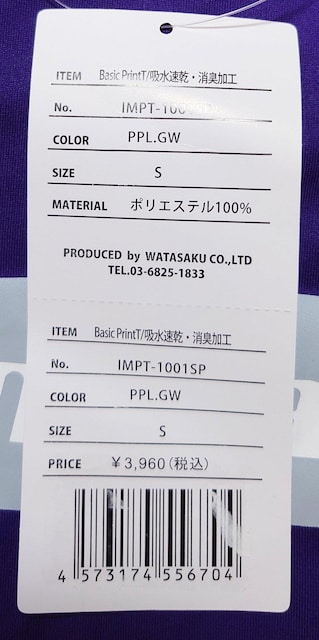 ITEM Basic PrintT/吸水速乾・消臭加工
No. IMPT-1001
COLOR PPL.GW
SIZE S
MATERIAL ポリエステル100%
PRODUCED by WATASAKU CO.,LTD
TEL.03-6825-1833
ITEM Basic PrintT/吸水速乾・消臭加工
No. IMPT-1001SP
COLOR PPL.GW
SIZE S
PRICE ¥3,960(税込)
4 573174 556704